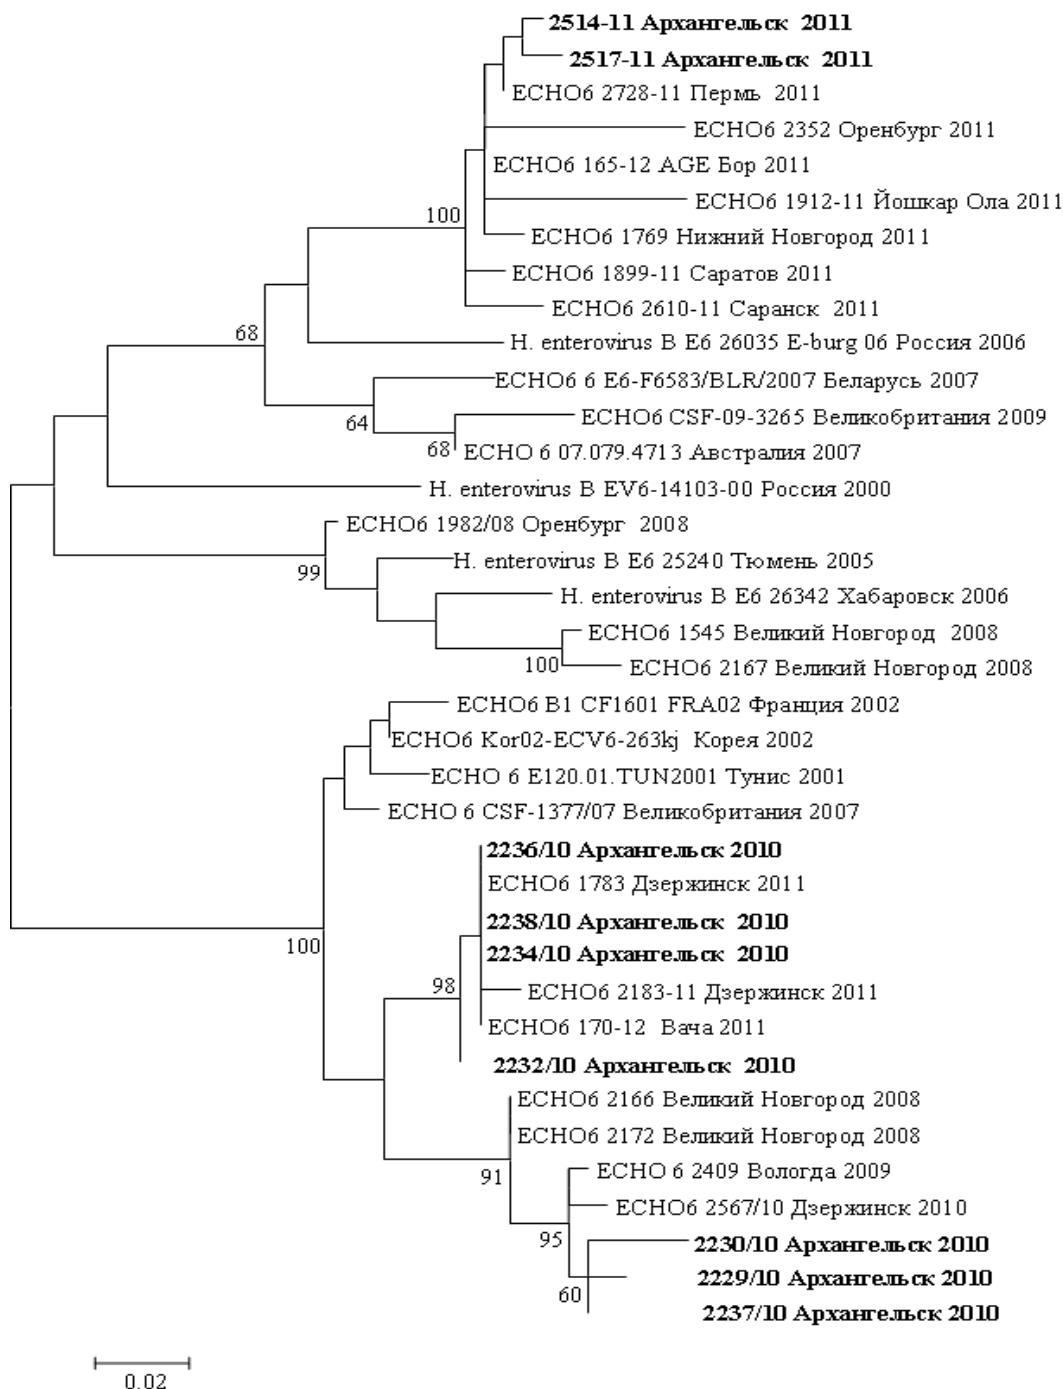 2514-11 Архангельск 2011
2517-11 Архангельск 2011
ECHO6 2728-11 Пермь 2011
ECHO6 2352 Оренбург 2011
ECHO6 165-12 AGE Бор 2011
ECHO6 1912-11 Йошкар Ола 2011
100
ECHO6 1769 Нижний Новгород 2011
ECHO6 1899-11 Саратов 2011
ECHO6 2610-11 Саранск 2011
68
H. enterovirus B E6 26035 E-burg 06 Россия 2006
ECHO6 6 E6-F6583/BLR/2007 Беларусь 2007
64
ECHO6 CSF-09-3265 Великобритания 2009
68
ECHO 6 07.079.4713 Австралия 2007
H. enterovirus B EV6-14103-00 Россия 2000
ECHO6 1982/08 Оренбург 2008
99
H. enterovirus B E6 25240 Тюмень 2005
H. enterovirus B E6 26342 Хабаровск 2006
ECHO6 1545 Великий Новгород 2008
100
ECHO6 2167 Великий Новгород 2008
ECHO6 B1 CF1601 FRA02 Франция 2002
ECHO6 Kor02-ECV6-263kj Корея 2002
ECHO 6 E120.01.TUN2001 Тунис 2001
ECHO 6 CSF-1377/07 Великобритания 2007
2236/10 Архангельск 2010
ECHO6 1783 Дзержинск 2011
2238/10 Архангельск 2010
100
2234/10 Архангельск 2010
98
ECHO6 2183-11 Дзержинск 2011
ECHO6 170-12 Вача 2011
2232/10 Архангельск 2010
ECHO6 2166 Великий Новгород 2008
ECHO6 2172 Великий Новгород 2008
91
ECHO 6 2409 Вологда 2009
ECHO6 2567/10 Дзержинск 2010
95
2230/10 Архангельск 2010
2229/10 Архангельск 2010
60
2237/10 Архангельск 2010
0.02